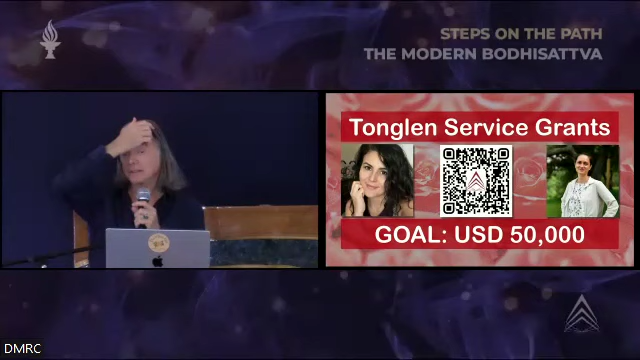 STEPS ON THE PATH
THE MODERN BODHISATTVA
Tonglen Service Grants
GOAL: USD 50,000
DMRC